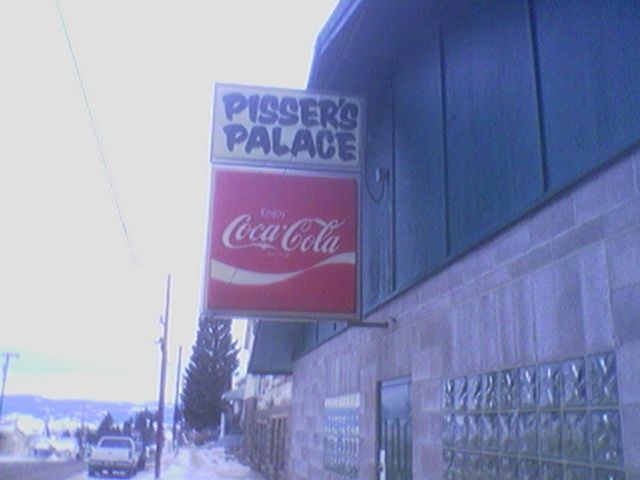 PISSER'S
PALACE
Enjoy
Coca-Cola